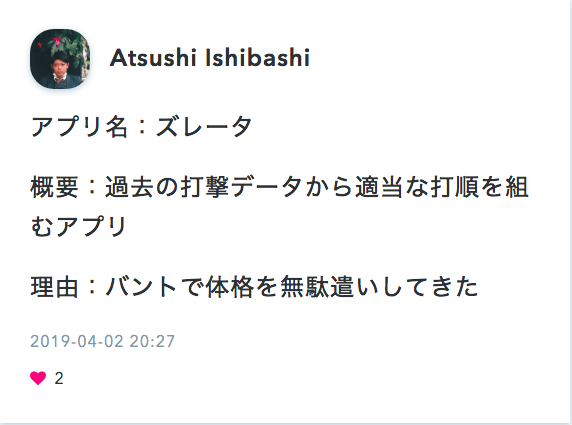 Atsushi Ishibashi
アプリ名：ズレータ
概要：過去の打撃データから適当な打順を組
むアプリ
理由：バントで体格を無駄遣いしてきた
2019-04-02 20:27
2